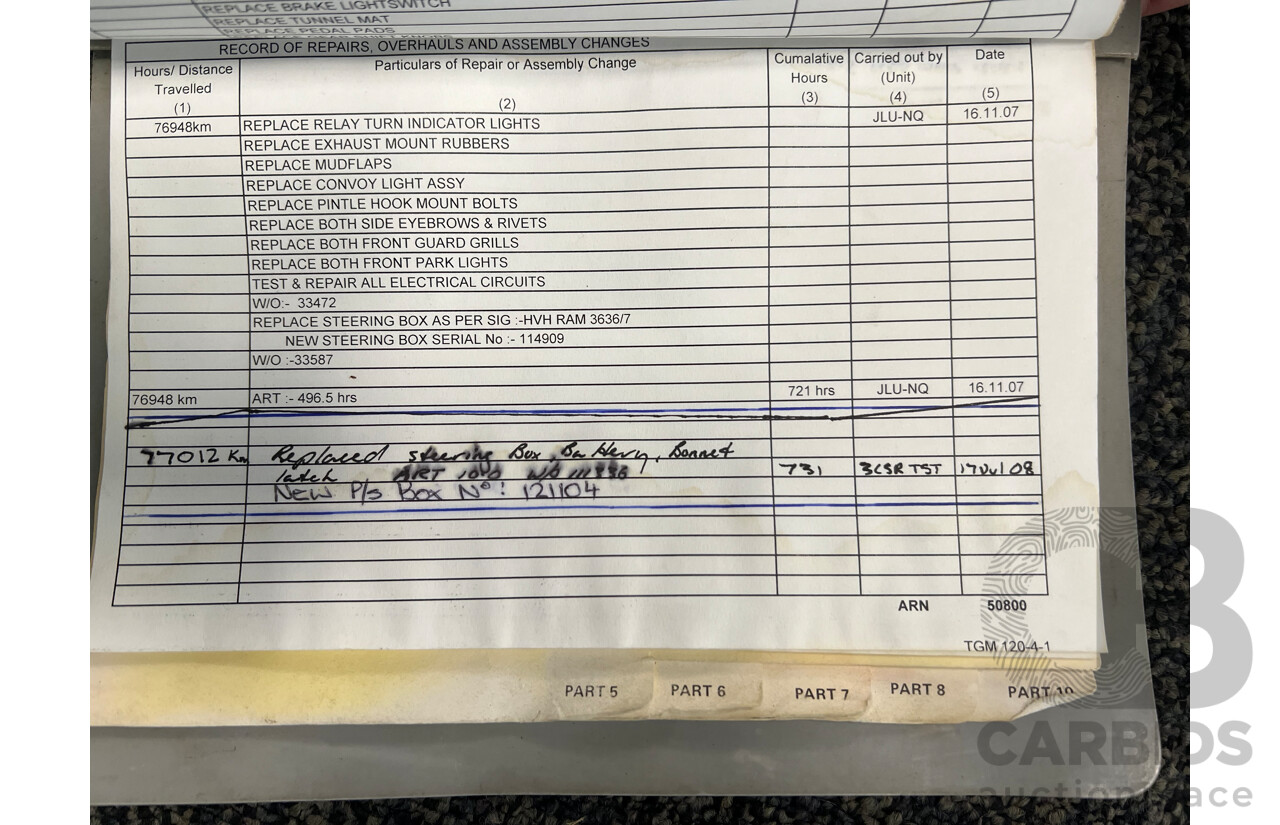 REPLACE BRAKE LIGHTSWITCH
REPLACE TUNNEL MAT
REPLACE PEDAL PADS
RECORD OF REPAIRS, OVERHAULS AND ASSEMBLY CHANGES
Hours/ Distance Travelled (1) Particulars of Repair or Assembly Change (2) Cumalative Hours (3) Carried out by (Unit) (4) Date (5)
76948km REPLACE RELAY TURN INDICATOR LIGHTS JLU-NQ 16.11.07
REPLACE EXHAUST MOUNT RUBBERS
REPLACE MUDFLAPS
REPLACE CONVOY LIGHT ASSY
REPLACE PINTLE HOOK MOUNT BOLTS
REPLACE BOTH SIDE EYEBROWS & RIVETS
REPLACE BOTH FRONT GUARD GRILLS
REPLACE BOTH FRONT PARK LIGHTS
TEST & REPAIR ALL ELECTRICAL CIRCUITS
W/O:- 33472
REPLACE STEERING BOX AS PER SIG :-HVH RAM 3636/7
NEW STEERING BOX SERIAL No :- 114909
W/O :-33587
76948 km ART :- 496.5 hrs 721 hrs JLU-NQ 16.11.07
77012 Km Replaced steering Box, Battery, Bonnet
latch ART 731 3CSR TST 17Jul 08
New P/s Box Nº: 121104
ARN 50800
TGM 120-4-1
PART 5 PART 6 PART 7 PART 8 PART 10
CARBIDS
auction place